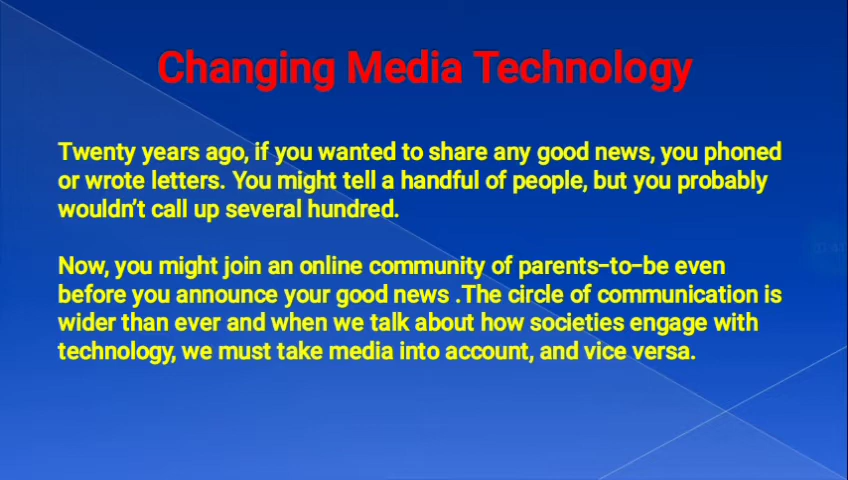 Changing Media Technology
Twenty years ago, if you wanted to share any good news, you phoned
or wrote letters. You might tell a handful of people, but you probably
wouldn't call up several hundred.
Now, you might join an online community of parents-to-be even
before you announce your good news .The circle of communication is
wider than ever and when we talk about how societies engage with
technology, we must take media into account, and vice versa.